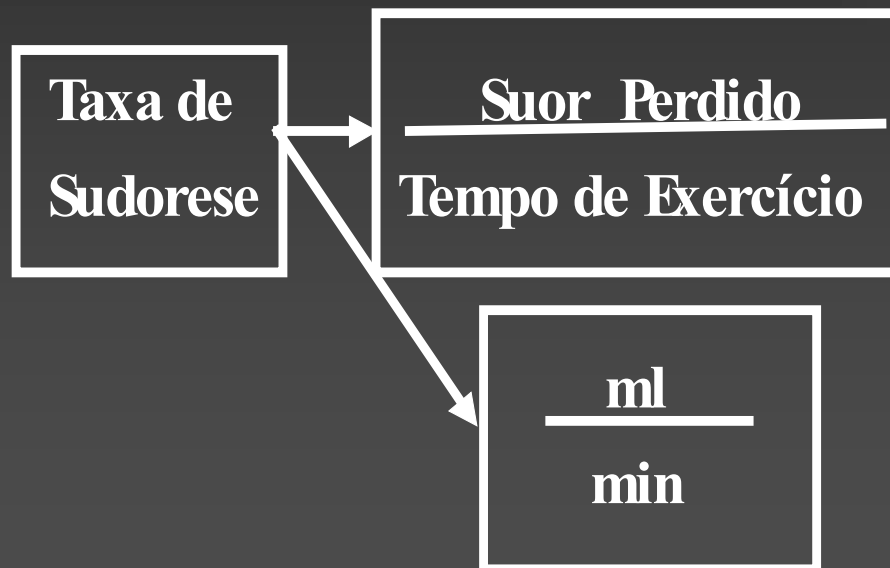 Taxa de
Sudorese
Suor Perdido
Tempo de Exercício
ml
min